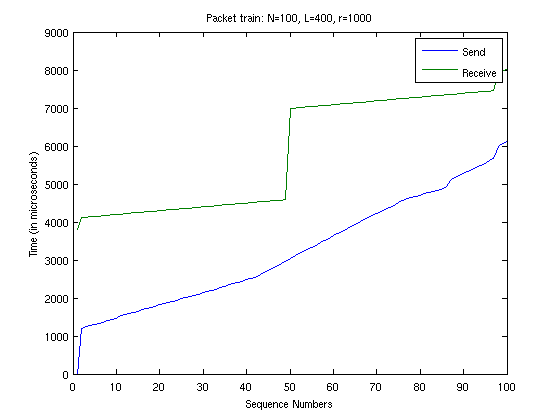 Packet train: N=100, L=400, r=1000
9000
8000
7000
6000
5000
4000
3000
2000
1000
0
Time (in microseconds)
Send
Receive
0 10 20 30 40 50 60 70 80 90 100
Sequence Numbers